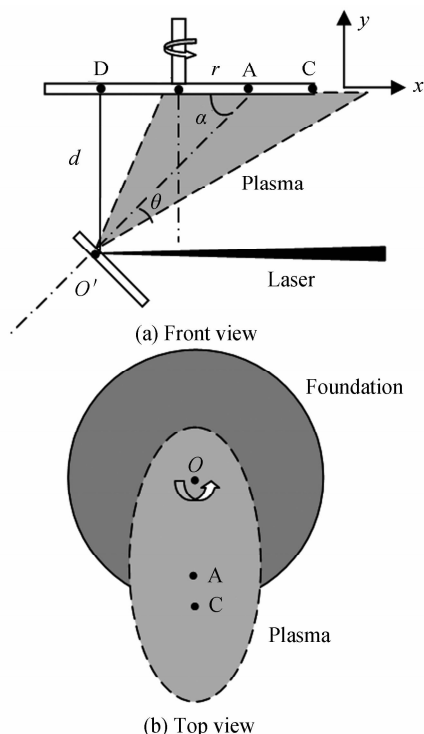 y
D
r
A
C
x
α
d
Plasma
θ
O′
Laser
(a) Front view
Foundation
O
A
C
Plasma
(b) Top view